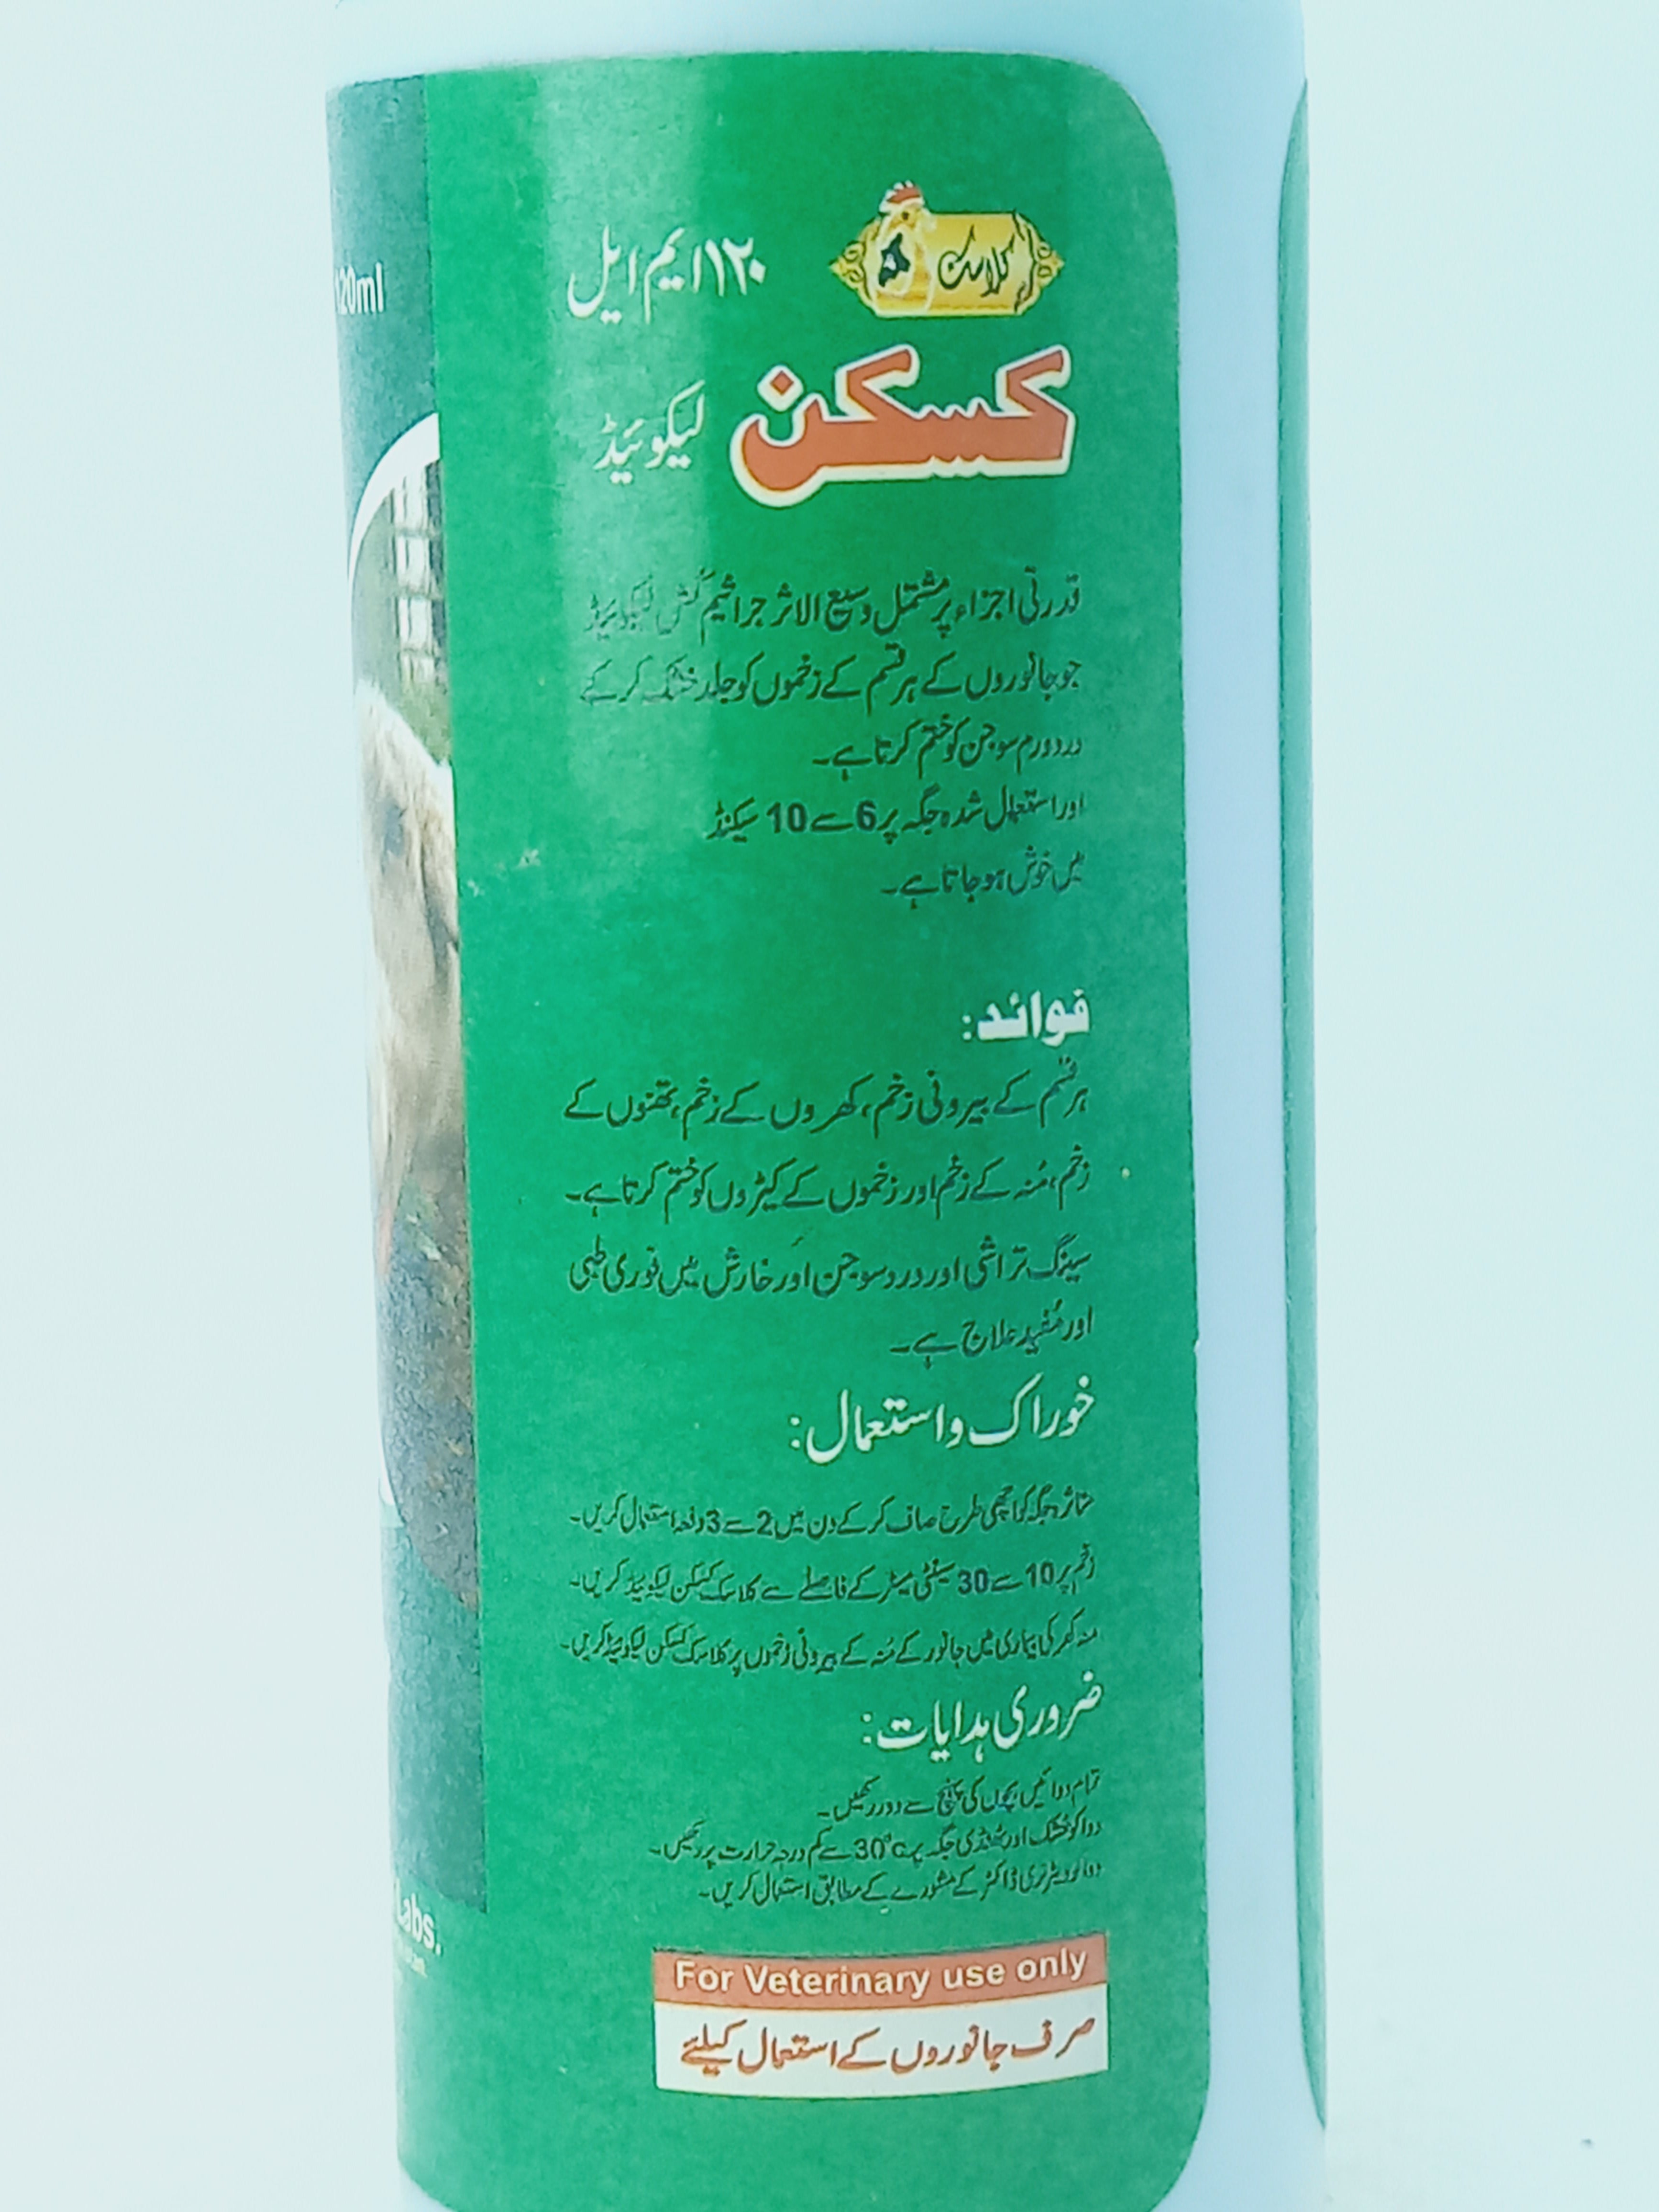 ۱۲۰ ایم ایل
کلاسک
کسکن
لیکوئیڈ
قدرتی اجزاء پر مشتمل وسیع الاثر جراثیم کش لیکوئیڈ
جو جانوروں کے ہر قسم کے زخموں کو جلد خشک کر کے
درد ورم سوجن کو ختم کرتا ہے۔
اور استعمال شدہ جگہ پر 6 سے 10 سیکنڈ
میں خوش ہو جاتا ہے۔
فوائد:
ہر قسم کے بیرونی زخم، کھروں کے زخم، تھنوں کے
زخم، مُنہ کے زخم اور زخموں کے کیڑوں کو ختم کرتا ہے۔
سینگ تراشی اور درد سوجن اور خارش میں فوری طبی
اور مُفید علاج ہے۔
خوراک و استعمال:
متاثرہ جگہ کو اچھی طرح صاف کر کے دن میں 2 سے 3 دفعہ استعمال کریں۔
زخم پر 10 سے 30 سینٹی میٹر کے فاصلے سے کلاسک کسکن لیکوئیڈ کریں۔
منہ کھر کی بیماری میں جانور کے مُنہ کے بیرونی زخموں پر کلاسک کسکن لیکوئیڈ کریں۔
ضروری ہدایات:
تمام دوائیں بچوں کی پہنچ سے دور رکھیں۔
دوا کو خشک اور ٹھنڈی جگہ پر 30°c سے کم درجہ حرارت پر رکھیں۔
دوا کو ویٹرنری ڈاکٹر کے مشورے کے مطابق استعمال کریں۔
For Veterinary use only
صرف جانوروں کے استعمال کیلئے
120ml
Labs.